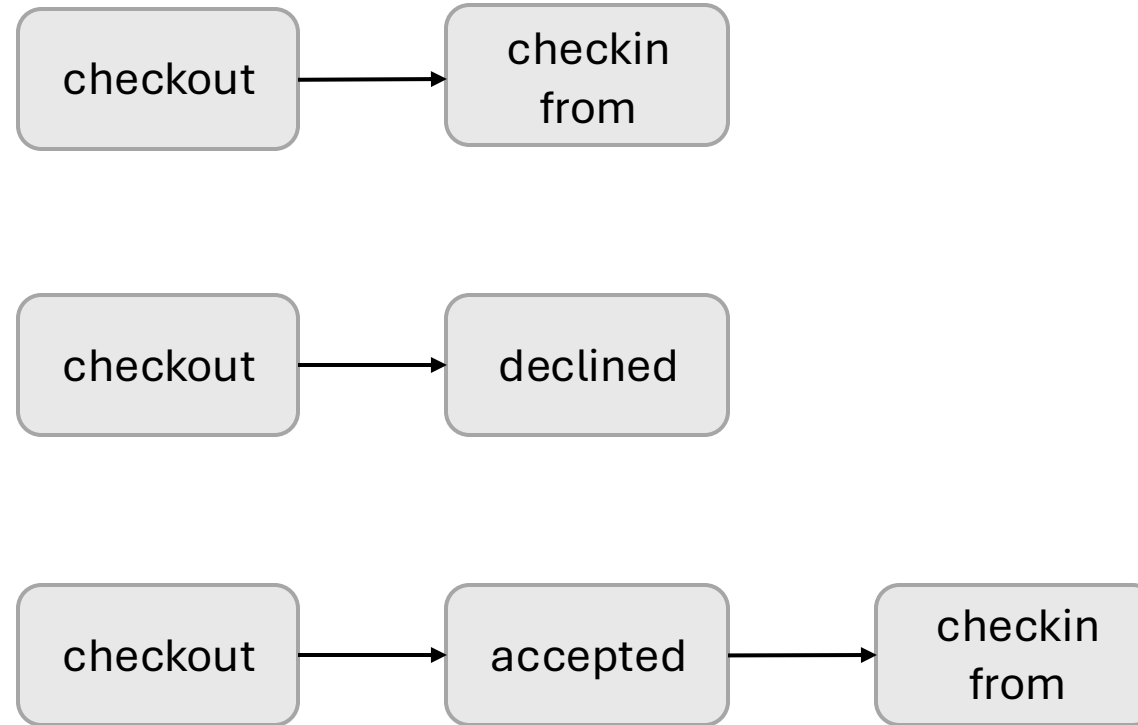 checkout
checkin
from
checkout
declined
checkout
accepted
checkin
from